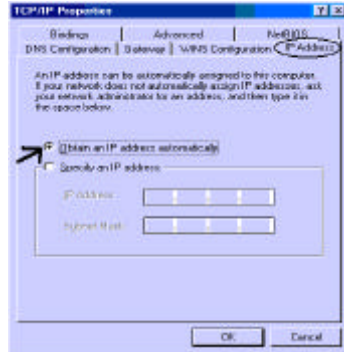 TCP/IP Properties
Bindings Advanced NetBIOS
DNS Configuration Gateway WINS Configuration IP Address
An IP address can be automatically assigned to this computer.
If your network does not automatically assign IP addresses, ask
your network administrator for an address, and then type it in
the space below.
Obtain an IP address automatically
Specify an IP address:
IP Address:
Subnet Mask:
OK Cancel